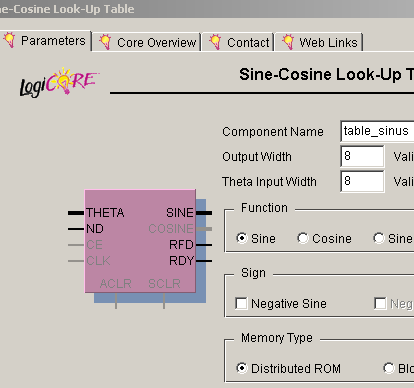 ne-Cosine Look-Up Table
Parameters Core Overview Contact Web Links
LogiCORE
Sine-Cosine Look-Up T
Component Name table_sinus
Output Width 8 Vali
Theta Input Width 8 Vali
Function
Sine Cosine Sine
Sign
Negative Sine Neg
Memory Type
Distributed ROM Blo
THETA SINE
ND COSINE
CE RFD
CLK RDY
ACLR SCLR